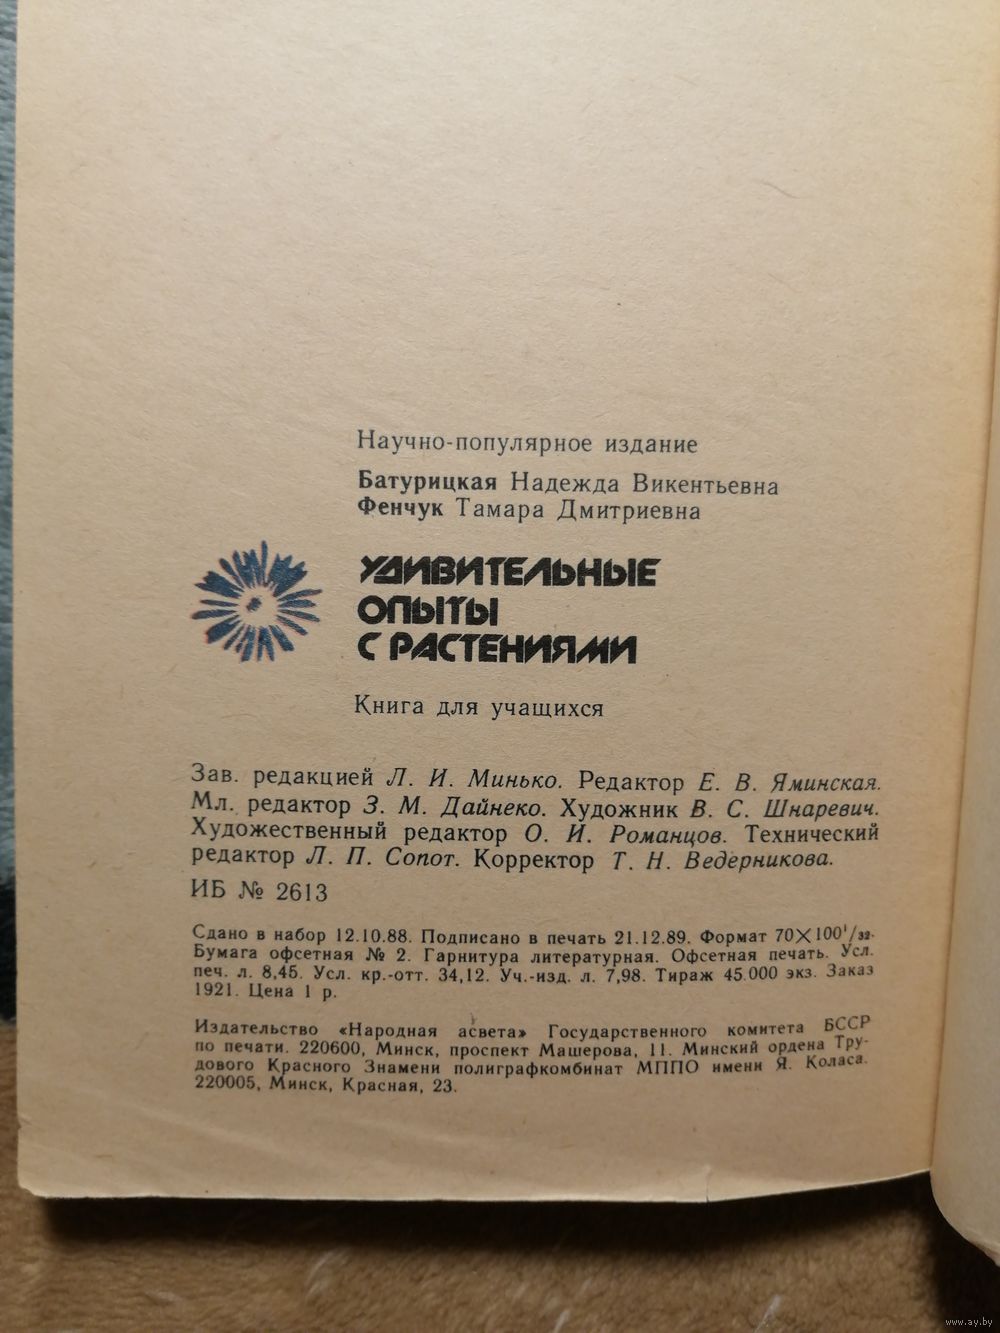 Научно-популярное издание
Батурицкая Надежда Викентьевна
Фенчук Тамара Дмитриевна
УДИВИТЕЛЬНЫЕ
ОПЫТЫ
С РАСТЕНИЯМИ
Книга для учащихся
Зав. редакцией Л. И. Минько. Редактор Е. В. Яминская.
Мл. редактор З. М. Дайнеко. Художник В. С. Шнаревич.
Художественный редактор О. И. Романцов. Технический
редактор Л. П. Сопот. Корректор Т. Н. Ведерникова.
ИБ № 2613
Сдано в набор 12.10.88. Подписано в печать 21.12.89. Формат 70×100¹/₃₂.
Бумага офсетная № 2. Гарнитура литературная. Офсетная печать. Усл.
печ. л. 8,45. Усл. кр.-отт. 34,12. Уч.-изд. л. 7,98. Тираж 45.000 экз. Заказ
1921. Цена 1 р.
Издательство «Народная асвета» Государственного комитета БССР
по печати. 220600, Минск, проспект Машерова, 11. Минский ордена Тру-
дового Красного Знамени полиграфкомбинат МППО имени Я. Коласа.
220005, Минск, Красная, 23.
www.ay.by